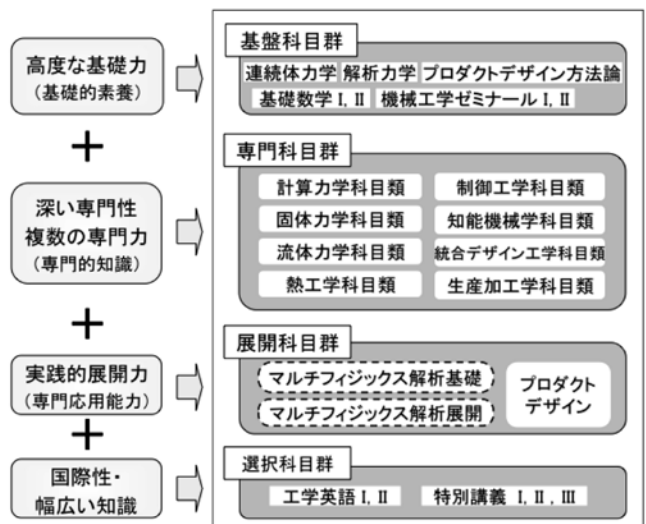 高度な基礎力
（基礎的素養）
基盤科目群
連続体力学 解析力学 プロダクトデザイン方法論
基礎数学 I, II 機械工学ゼミナール I, II
+
深い専門性
複数の専門力
（専門的知識）
専門科目群
計算力学科目類 制御工学科目類
固体力学科目類 知能機械学科目類
流体力学科目類 統合デザイン工学科目類
熱工学科目類 生産加工学科目類
+
実践的展開力
（専門応用能力）
展開科目群
マルチフィジックス解析基礎
マルチフィジックス解析展開
プロダクト
デザイン
+
国際性・
幅広い知識
選択科目群
工学英語 I, II 特別講義 I, II, III